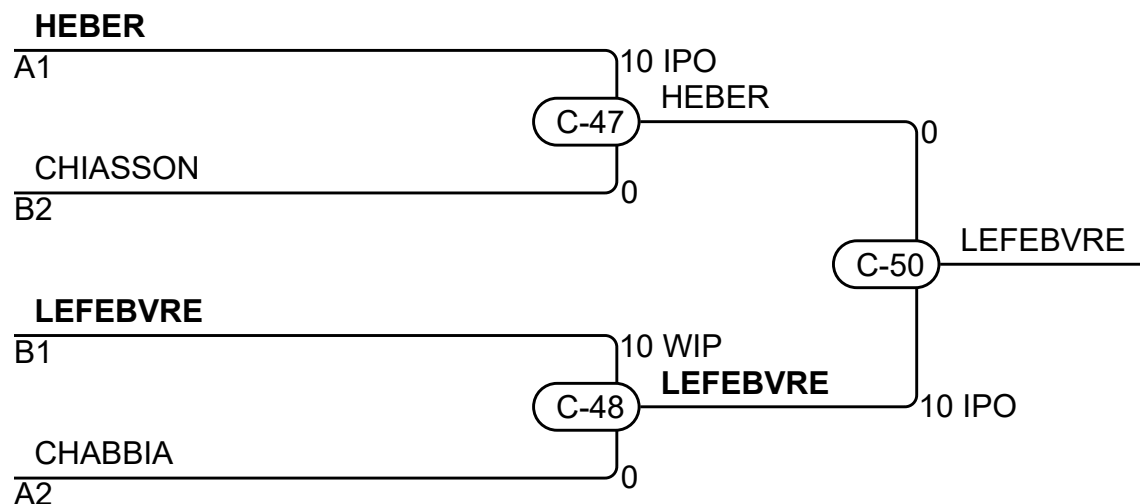 HEBER
A1
10 IPO
HEBER
C-47
0
CHIASSON
B2
0
LEFEBVRE
C-50
LEFEBVRE
B1
10 WIP
LEFEBVRE
C-48
10 IPO
CHABBIA
A2
0